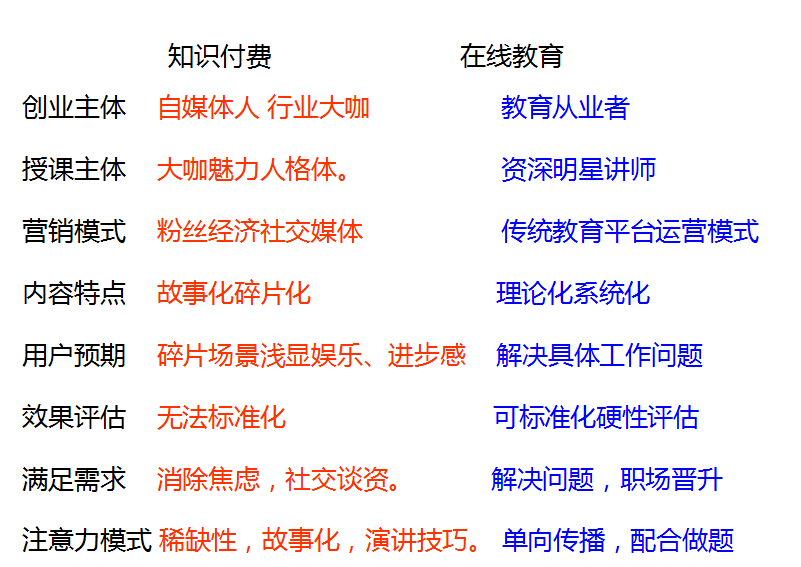 知识付费 在线教育
创业主体 自媒体人 行业大咖 教育从业者
授课主体 大咖魅力人格体。 资深明星讲师
营销模式 粉丝经济社交媒体 传统教育平台运营模式
内容特点 故事化碎片化 理论化系统化
用户预期 碎片场景浅显娱乐、进步感 解决具体工作问题
效果评估 无法标准化 可标准化硬性评估
满足需求 消除焦虑，社交谈资。 解决问题，职场晋升
注意力模式 稀缺性，故事化，演讲技巧。 单向传播，配合做题